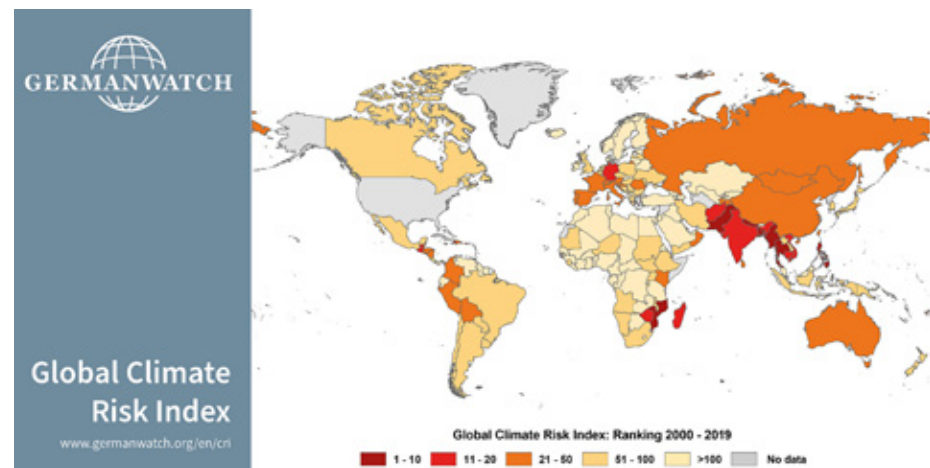 GERMANWATCH
Global Climate
Risk Index
www.germanwatch.org/en/cri
Global Climate Risk Index: Ranking 2000 - 2019
1 - 10 11 - 20 21 - 50 51 - 100 >100 No data